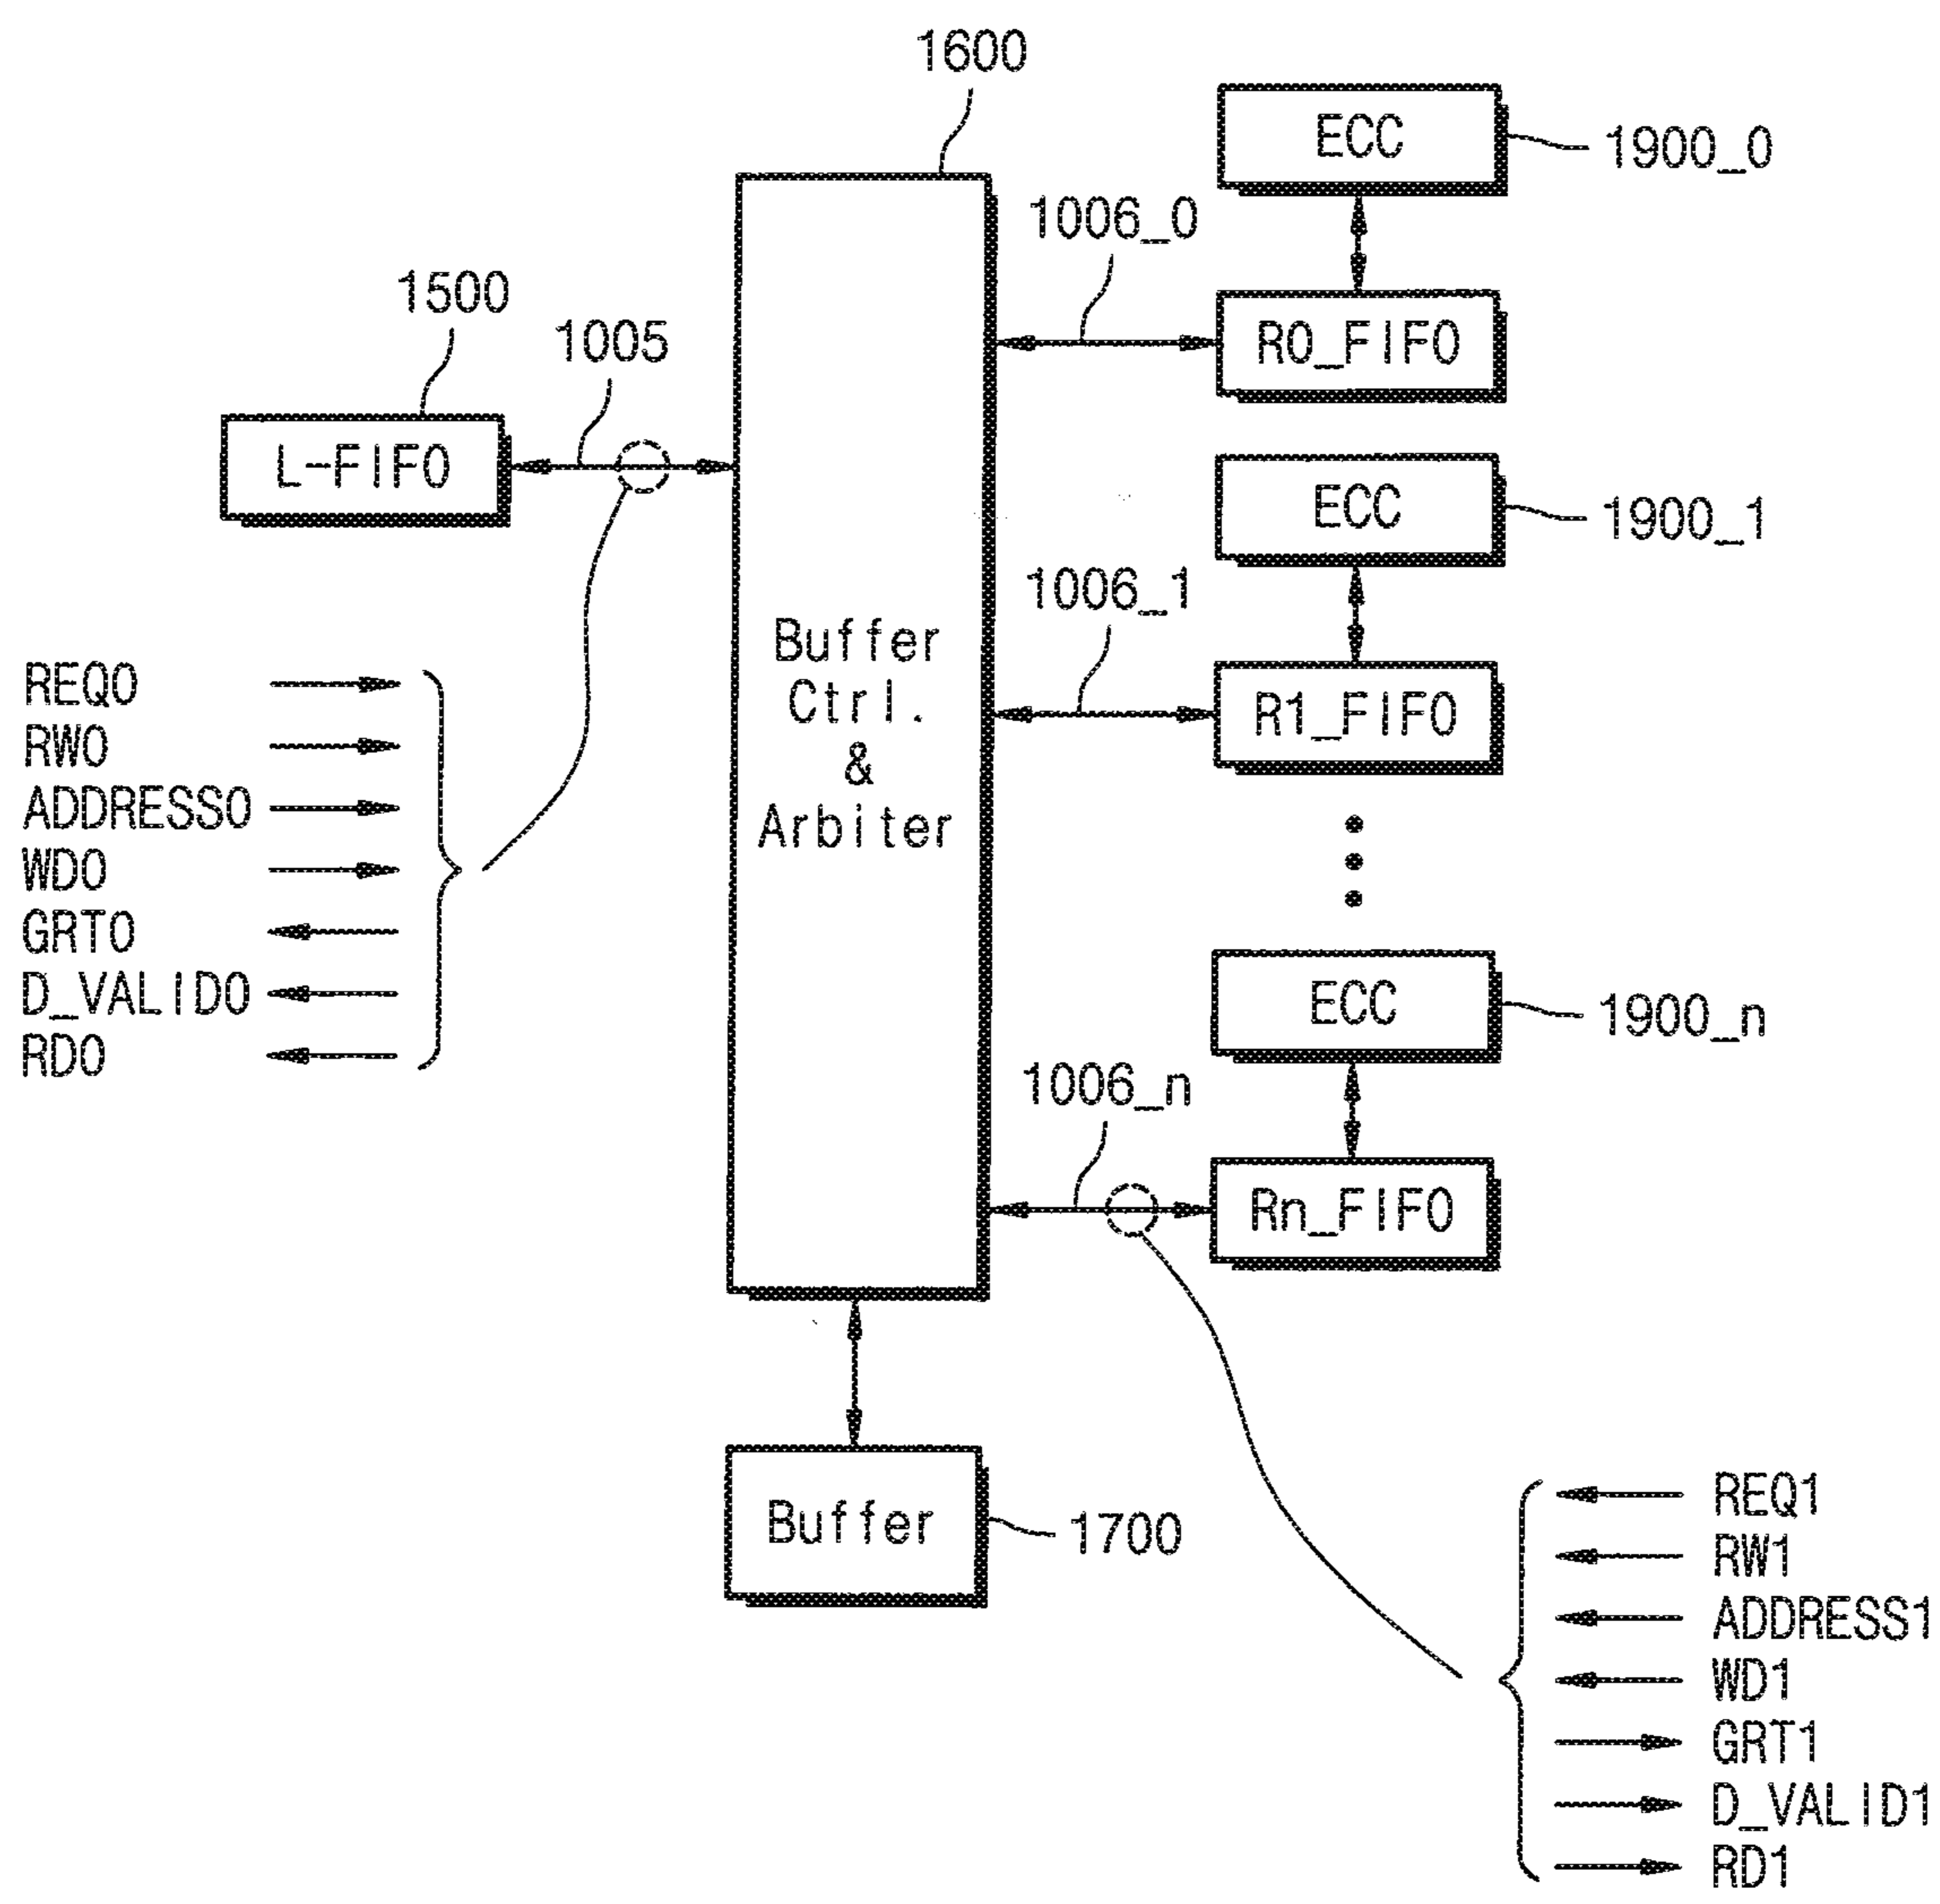 1600
ECC
1900_0
1006_0
1500
1005
R0_FIFO
L-FIFO
ECC
1900_1
1006_1
Buffer
Ctrl.
&
Arbiter
R1_FIFO
REQ0
RW0
ADDRESS0
WD0
GRT0
D_VALID0
RD0
ECC
1900_n
1006_n
Rn_FIFO
Buffer
1700
REQ1
RW1
ADDRESS1
WD1
GRT1
D_VALID1
RD1